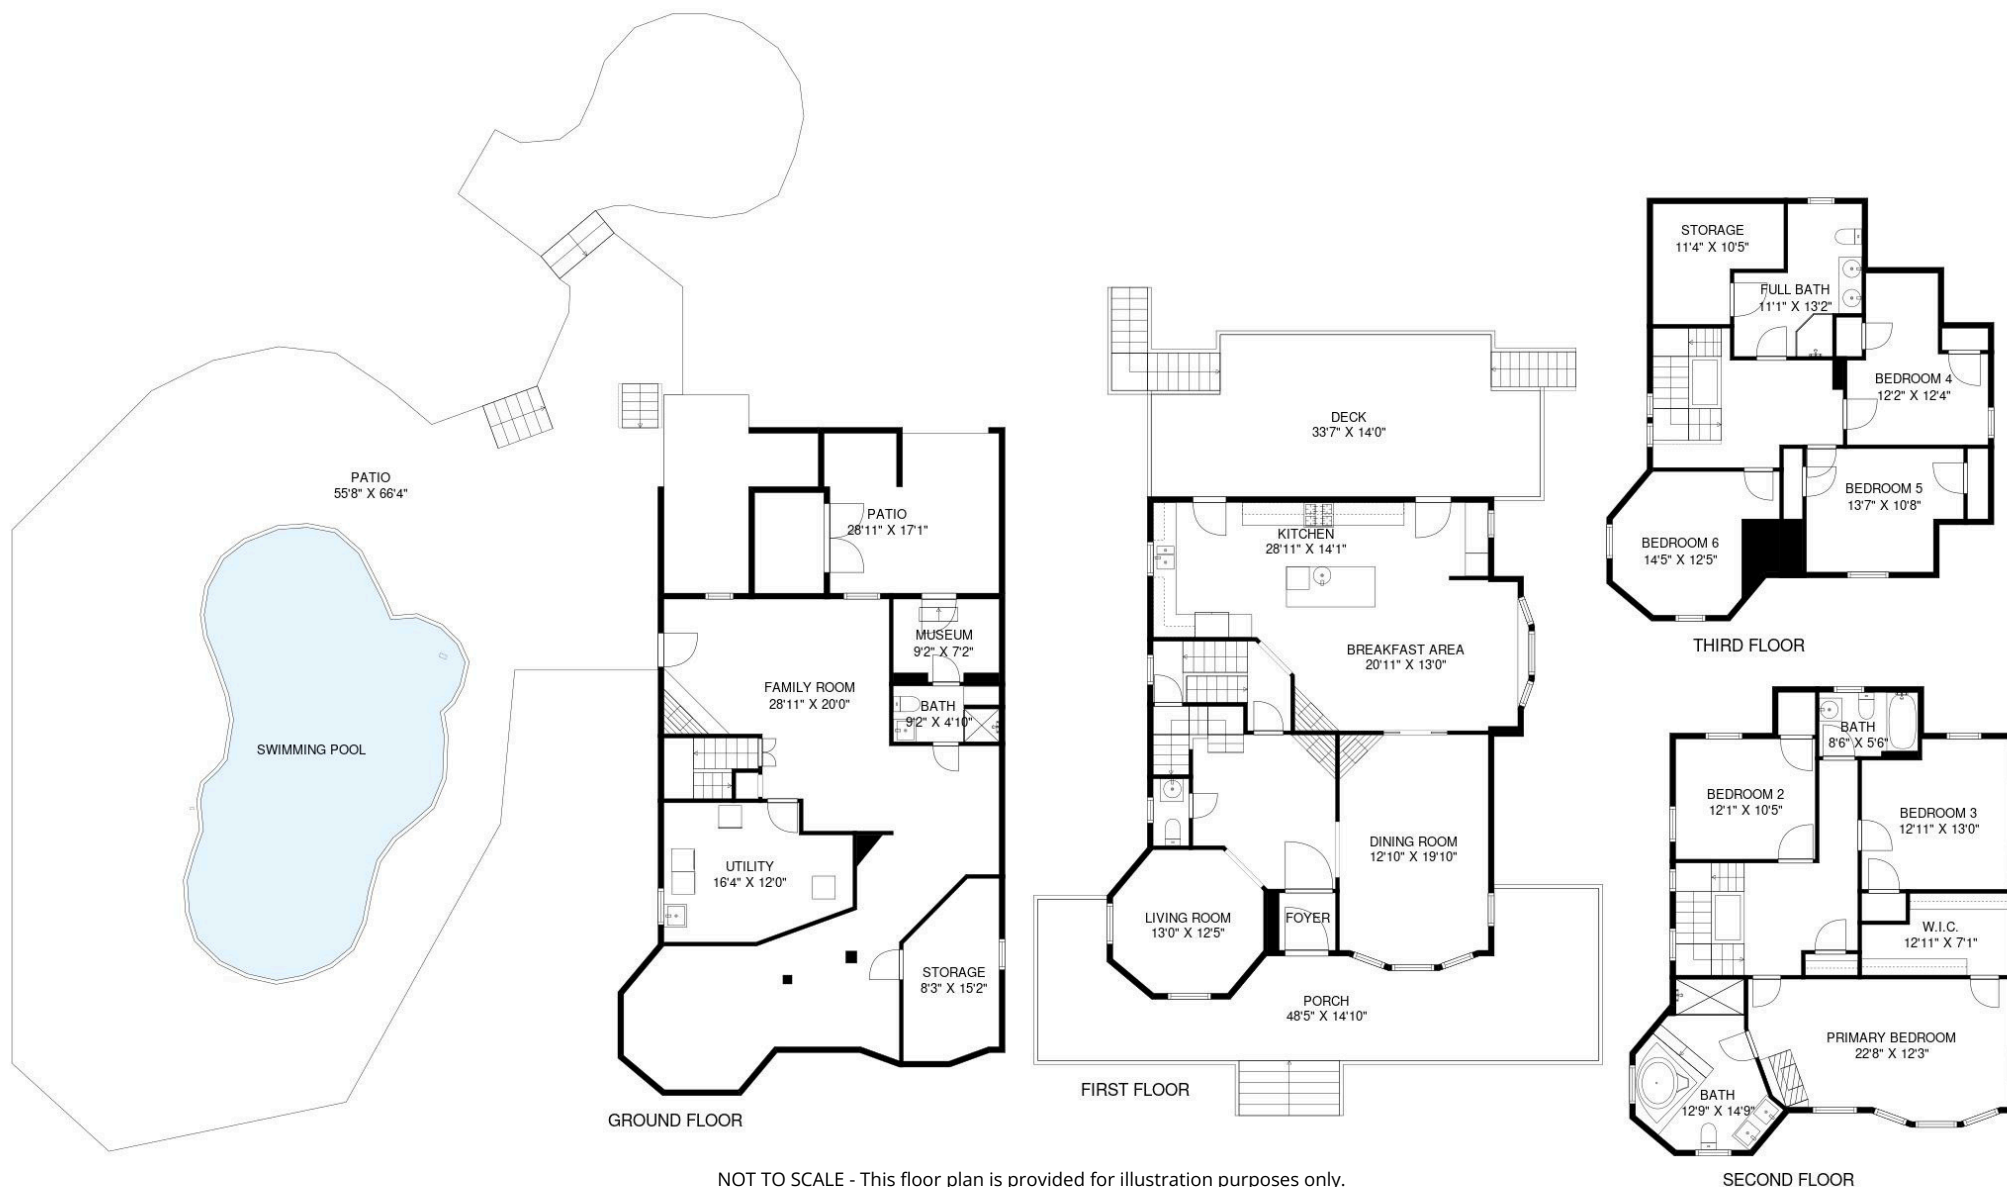 PATIO
55'8" X 66'4"
SWIMMING POOL
PATIO
28'11" X 17'1"
MUSEUM
9'2" X 7'2"
FAMILY ROOM
28'11" X 20'0"
BATH
9'2" X 4'10"
UTILITY
16'4" X 12'0"
STORAGE
8'3" X 15'2"
GROUND FLOOR
DECK
33'7" X 14'0"
KITCHEN
28'11" X 14'1"
BREAKFAST AREA
20'11" X 13'0"
DINING ROOM
12'10" X 19'10"
LIVING ROOM
13'0" X 12'5"
FOYER
PORCH
48'5" X 14'10"
FIRST FLOOR
STORAGE
11'4" X 10'5"
FULL BATH
11'1" X 13'2"
BEDROOM 4
12'2" X 12'4"
BEDROOM 5
13'7" X 10'8"
BEDROOM 6
14'5" X 12'5"
THIRD FLOOR
BATH
8'6" X 5'6"
BEDROOM 2
12'1" X 10'5"
BEDROOM 3
12'11" X 13'0"
W.I.C.
12'11" X 7'1"
PRIMARY BEDROOM
22'8" X 12'3"
BATH
12'9" X 14'9"
SECOND FLOOR
NOT TO SCALE - This floor plan is provided for illustration purposes only.